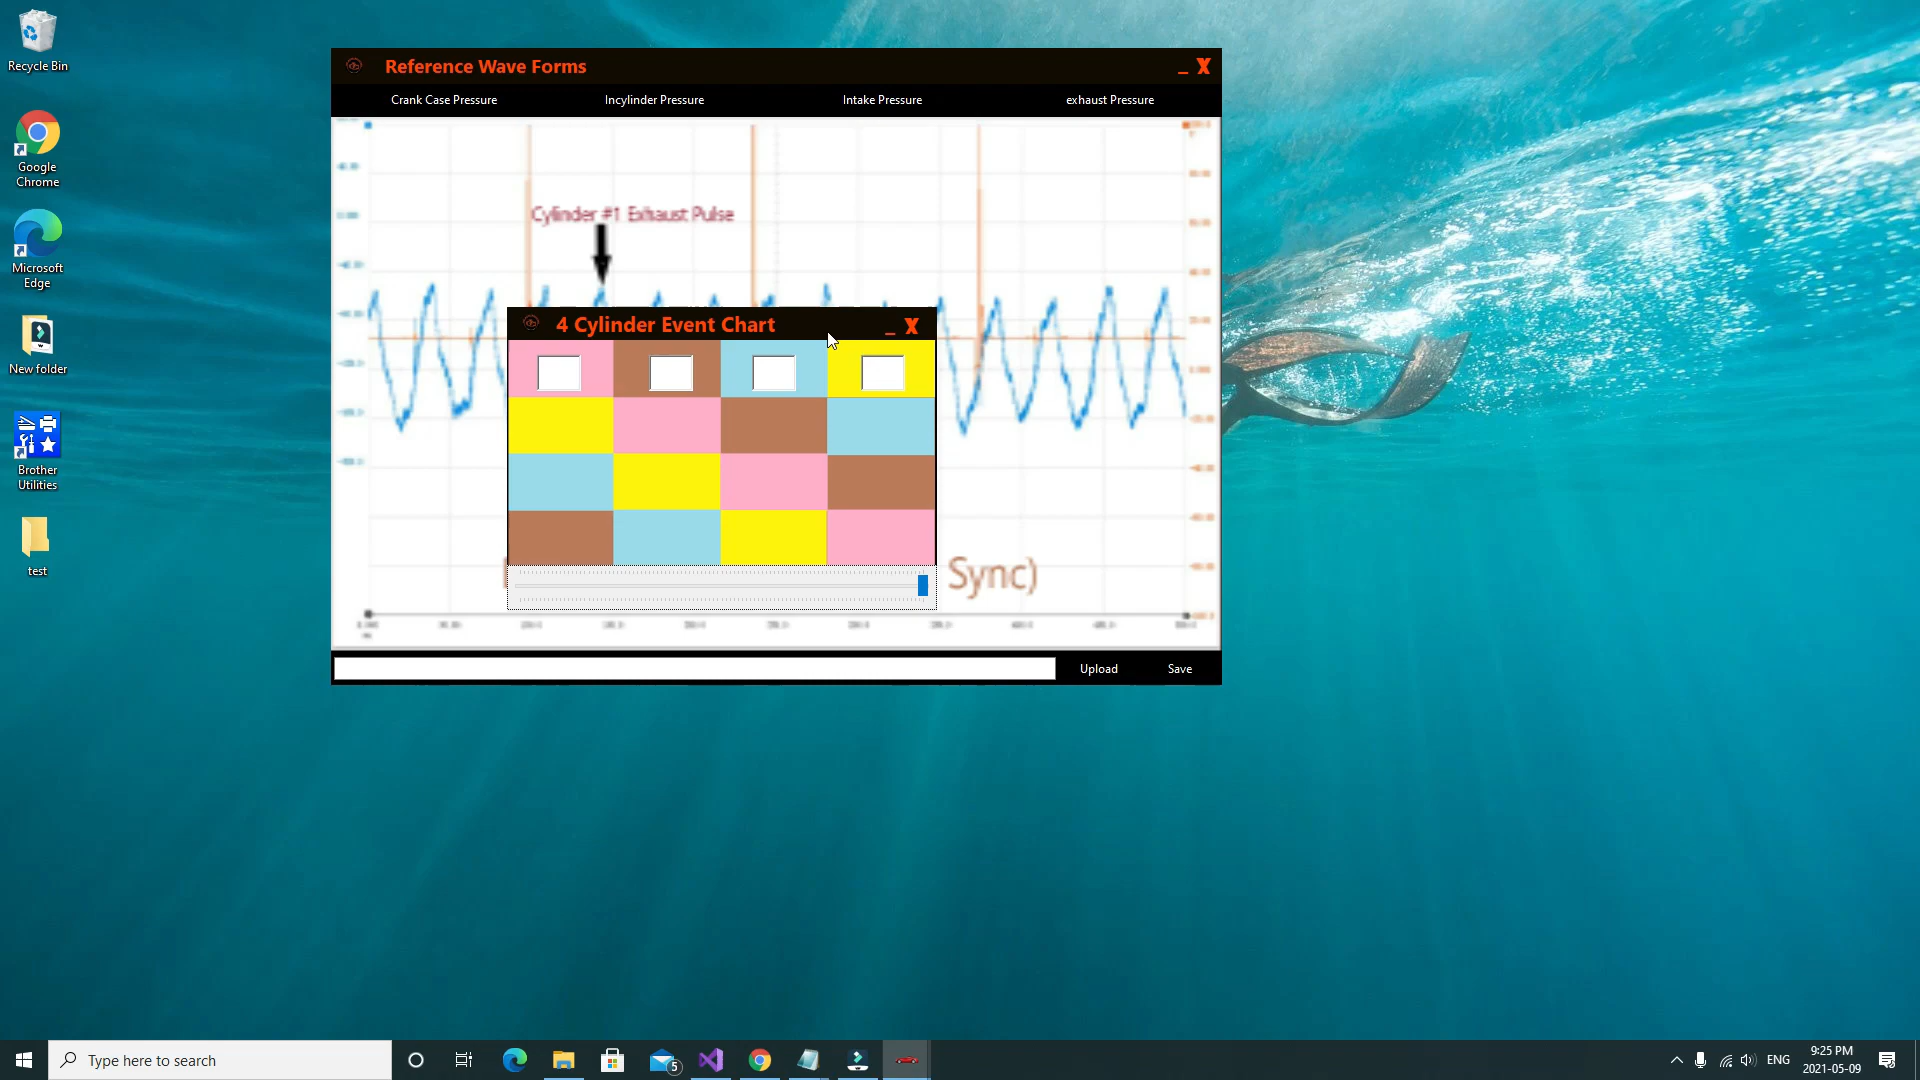 Recycle Bin
Google
Chrome
Microsoft
Edge
New folder
Brother
Utilities
test
Reference Wave Forms
_ X
Crank Case Pressure
Incylinder Pressure
Intake Pressure
exhaust Pressure
Cylinder #1 Exhaust Pulse
4 Cylinder Event Chart
_ X
Sync)
Upload
Save
Type here to search
5
ENG
9:25 PM
2021-05-09